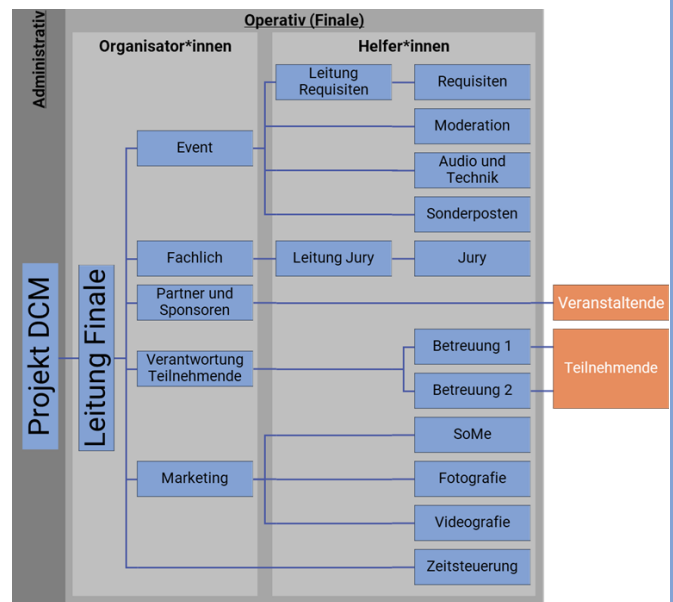 Administrativ
Operativ (Finale)
Organisator*innen
Helfer*innen
Projekt DCM
Leitung Finale
Event
Leitung
Requisiten
Requisiten
Moderation
Audio und
Technik
Sonderposten
Fachlich
Leitung Jury
Jury
Partner und
Sponsoren
Veranstaltende
Verantwortung
Teilnehmende
Betreuung 1
Betreuung 2
Teilnehmende
Marketing
SoMe
Fotografie
Videografie
Zeitsteuerung